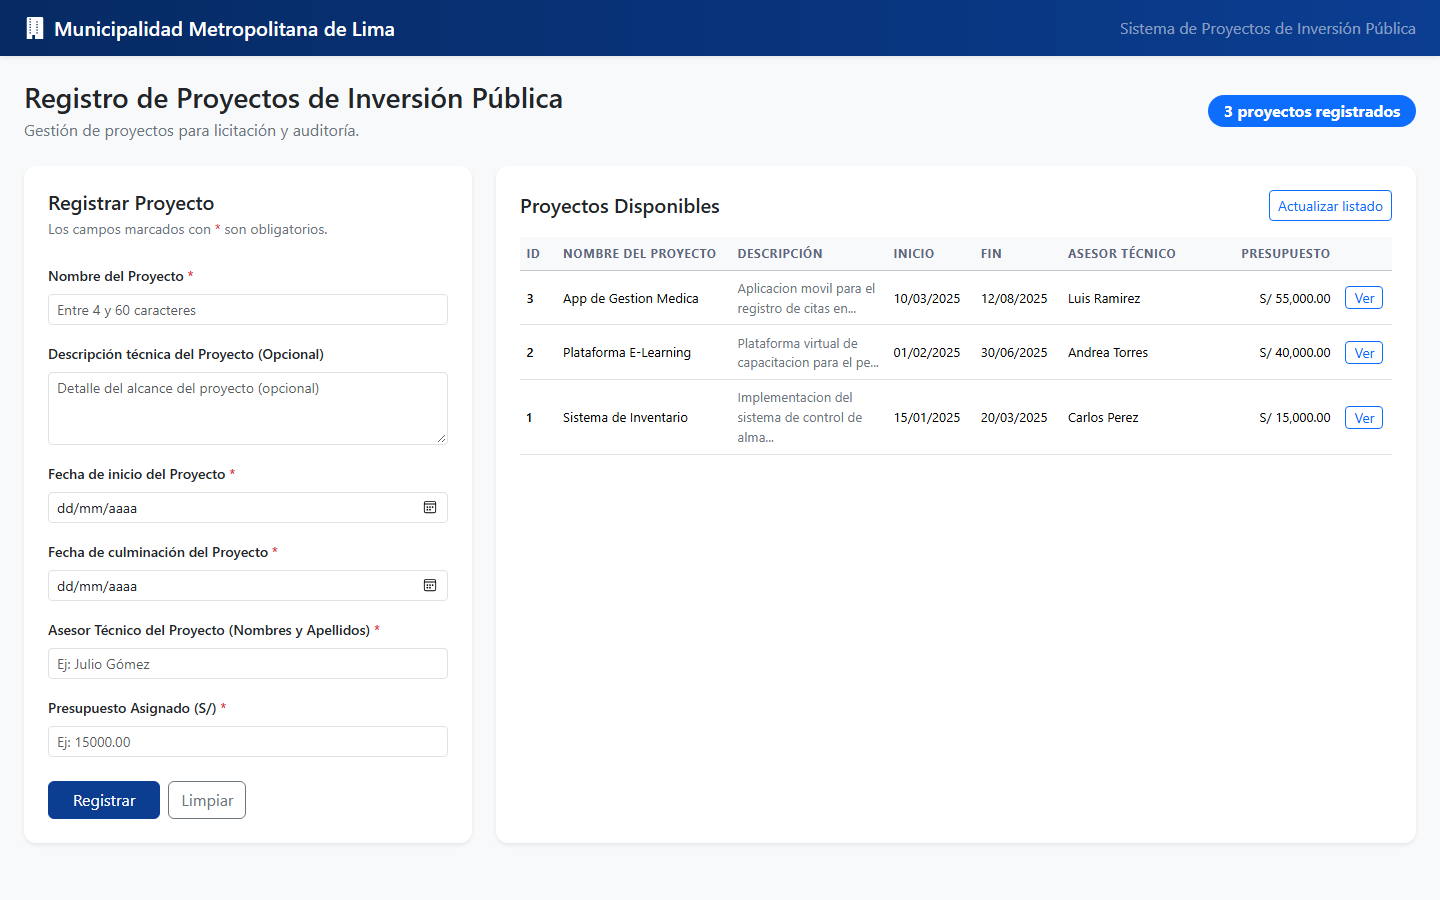 Municipalidad Metropolitana de Lima
Sistema de Proyectos de Inversión Pública
Registro de Proyectos de Inversión Pública
Gestión de proyectos para licitación y auditoría.
3 proyectos registrados
Registrar Proyecto
Los campos marcados con * son obligatorios.
Nombre del Proyecto *
Entre 4 y 60 caracteres
Descripción técnica del Proyecto (Opcional)
Detalle del alcance del proyecto (opcional)
Fecha de inicio del Proyecto *
dd/mm/aaaa
Fecha de culminación del Proyecto *
dd/mm/aaaa
Asesor Técnico del Proyecto (Nombres y Apellidos) *
Ej: Julio Gómez
Presupuesto Asignado (S/) *
Ej: 15000.00
Registrar Limpiar
Proyectos Disponibles
Actualizar listado
ID NOMBRE DEL PROYECTO DESCRIPCIÓN INICIO FIN ASESOR TÉCNICO PRESUPUESTO
3 App de Gestion Medica Aplicacion movil para el registro de citas en... 10/03/2025 12/08/2025 Luis Ramirez S/ 55,000.00 Ver
2 Plataforma E-Learning Plataforma virtual de capacitacion para el pe... 01/02/2025 30/06/2025 Andrea Torres S/ 40,000.00 Ver
1 Sistema de Inventario Implementacion del sistema de control de alma... 15/01/2025 20/03/2025 Carlos Perez S/ 15,000.00 Ver